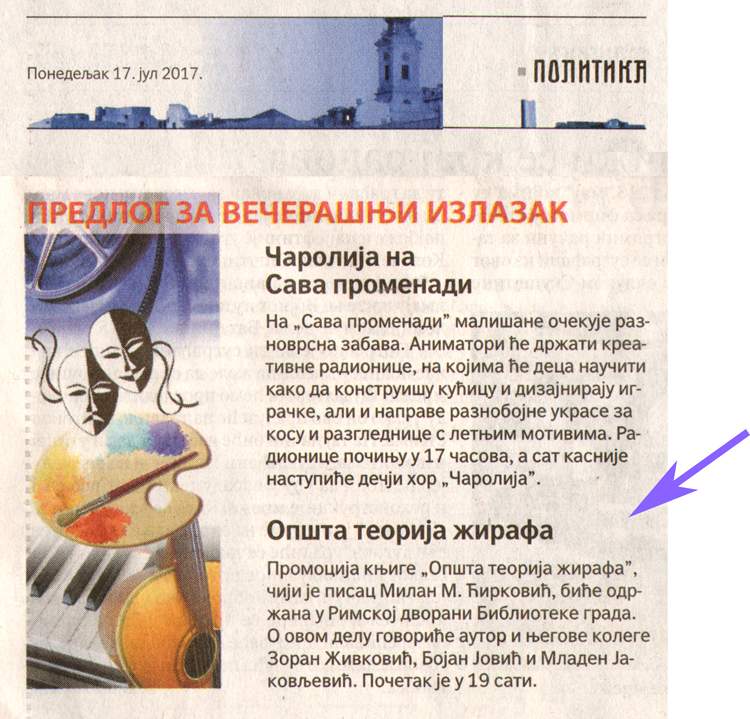 Понедељак 17. јул 2017.
ПОЛИТИКА
ПРЕДЛОГ ЗА ВЕЧЕРАШЊИ ИЗЛАЗАК
Чаролија на
Сава променади
На „Сава променади” малишане очекује раз-
новрсна забава. Аниматори ће држати креа-
тивне радионице, на којима ће деца научити
како да конструишу кућицу и дизајнирају иг-
рачке, али и направе разнобојне украсе за
косу и разгледнице с летњим мотивима. Ра-
дионице почињу у 17 часова, а сат касније
наступиће дечји хор „Чаролија”.
Општа теорија жирафа
Промоција књиге „Општа теорија жирафа”,
чији је писац Милан М. Ћирковић, биће одр-
жана у Римској дворани Библиотеке града.
О овом делу говориће аутор и његове колеге
Зоран Живковић, Бојан Јовић и Младен Ја-
ковљевић. Почетак је у 19 сати.